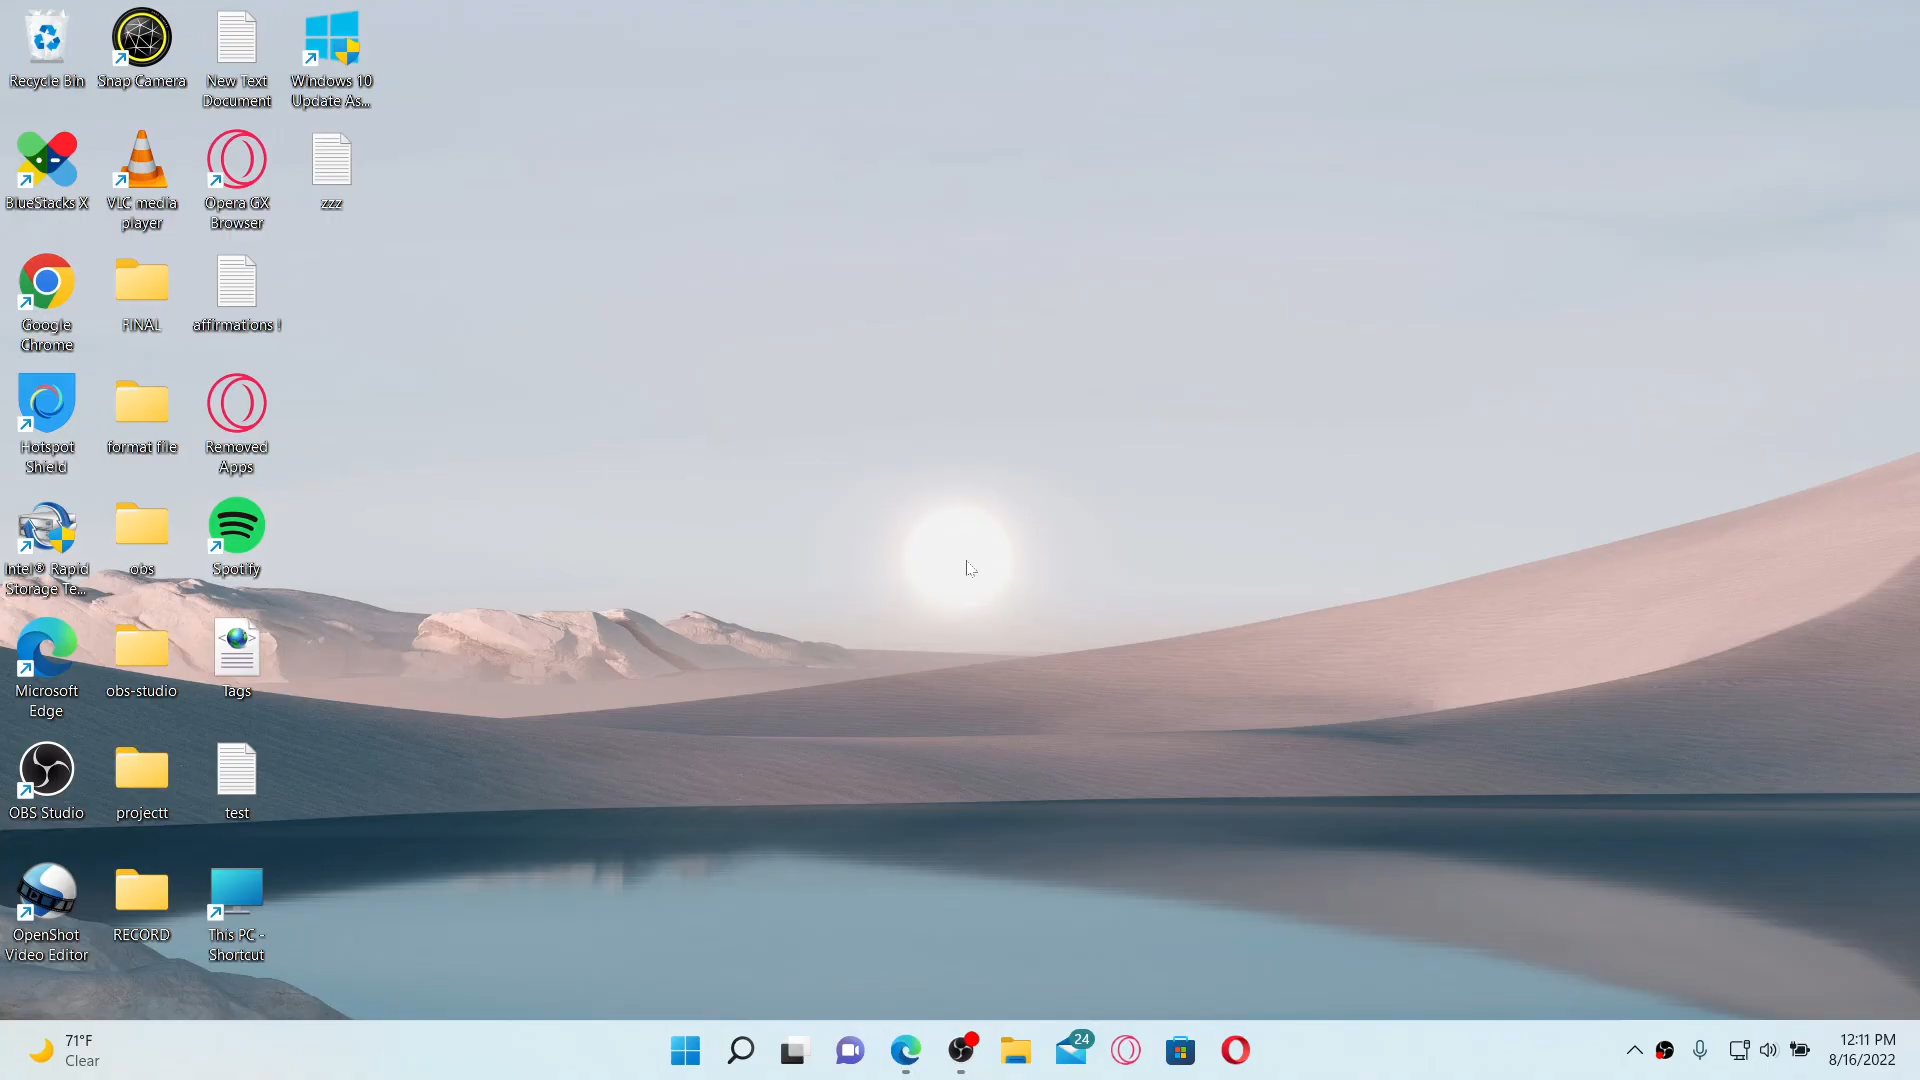 Recycle Bin
Snap Camera
New Text
Document
Windows 10
Update As...
BlueStacks X
VLC media
player
Opera GX
Browser
zzz
Google
Chrome
FINAL
affirmations !
Hotspot
Shield
format file
Removed
Apps
Intel® Rapid
Storage Te...
obs
Spotify
Microsoft
Edge
obs-studio
Tags
OBS Studio
projectt
test
OpenShot
Video Editor
RECORD
This PC -
Shortcut
71°F
Clear
24
12:11 PM
8/16/2022